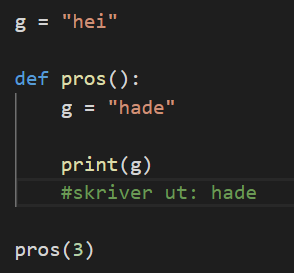 g = "hei"
def pros():
    g = "hade"
    print(g)
    #skriver ut: hade
pros(3)